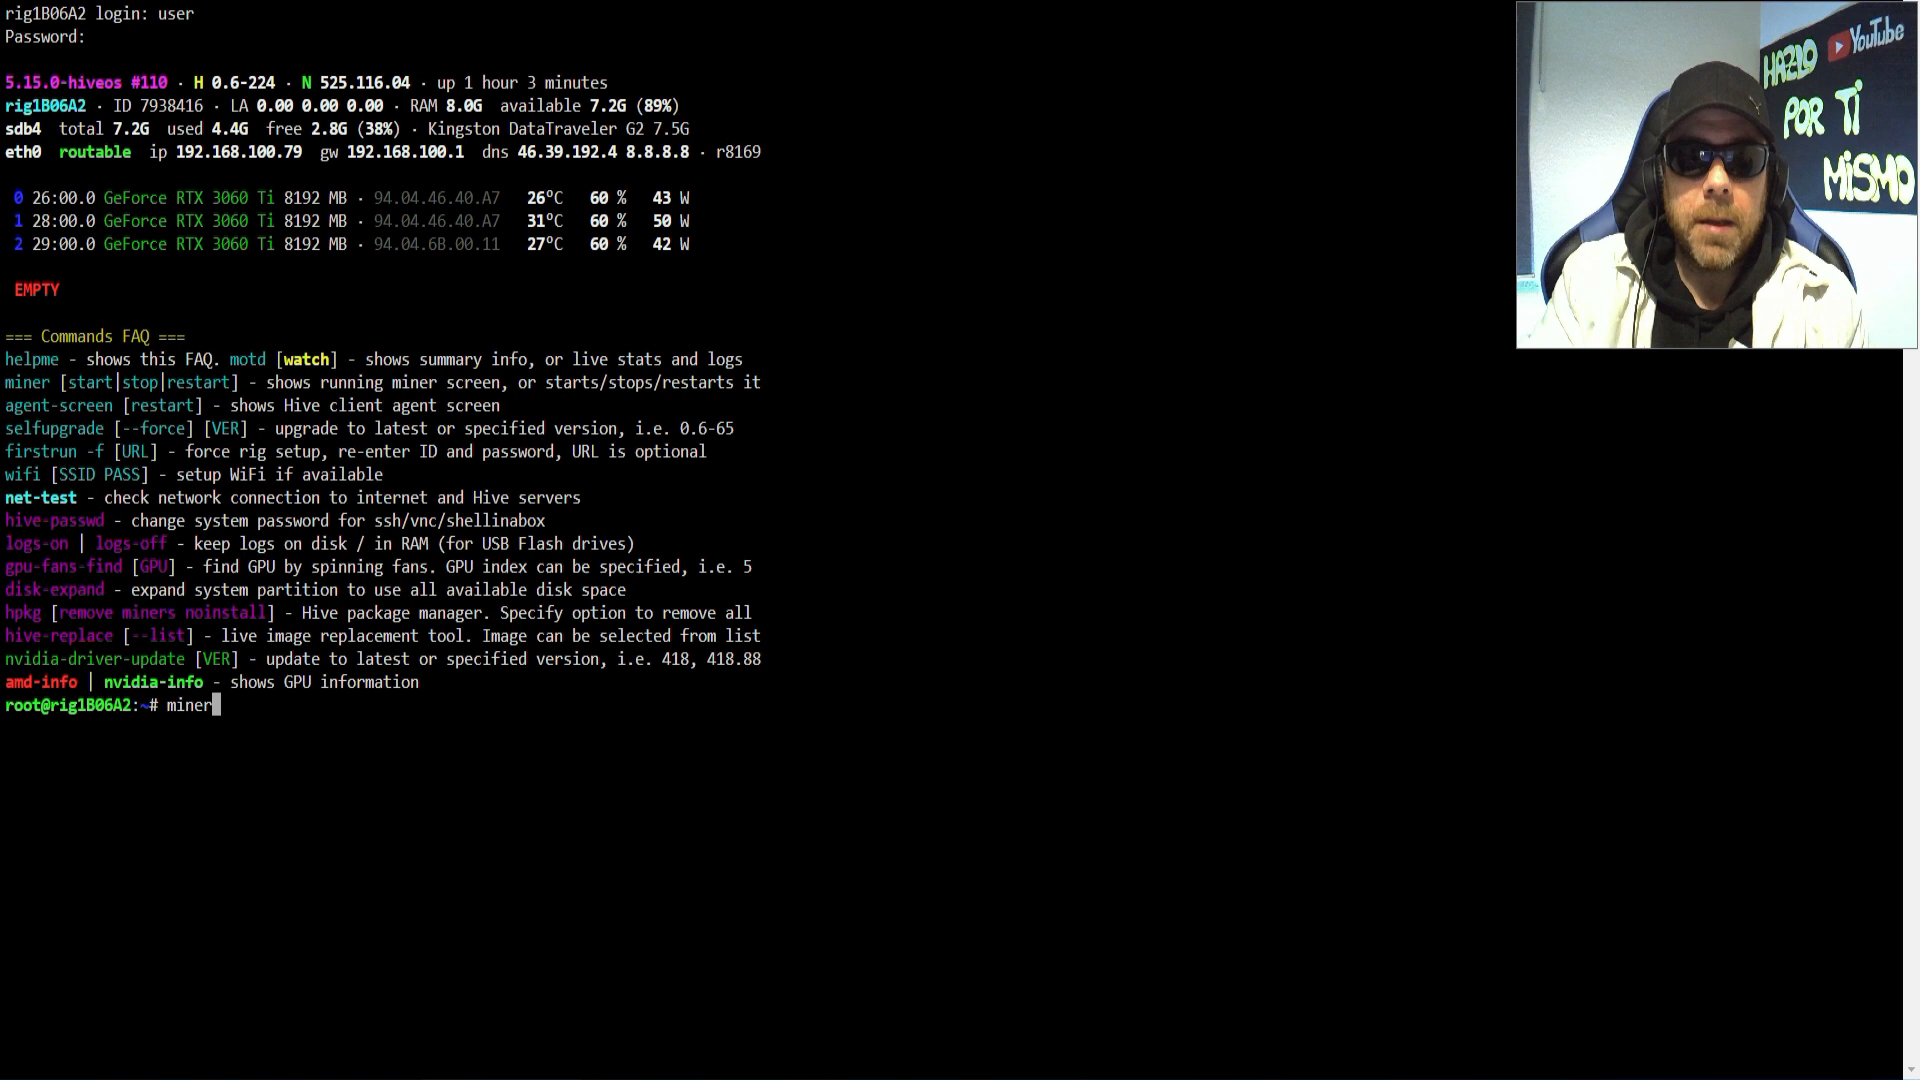 rig1B06A2 login: user
Password:
5.15.0-hiveos #110 · H 0.6-224 · N 525.116.04 · up 1 hour 3 minutes
rig1B06A2 · ID 7938416 · LA 0.00 0.00 0.00 · RAM 8.0G  available 7.2G (89%)
sdb4  total 7.2G  used 4.4G  free 2.8G (38%) · Kingston DataTraveler G2 7.5G
eth0  routable  ip 192.168.100.79  gw 192.168.100.1  dns 46.39.192.4 8.8.8.8 · r8169
0 26:00.0 GeForce RTX 3060 Ti 8192 MB · 94.04.46.40.A7   26°C   60 %   43 W
1 28:00.0 GeForce RTX 3060 Ti 8192 MB · 94.04.46.40.A7   31°C   60 %   50 W
2 29:00.0 GeForce RTX 3060 Ti 8192 MB · 94.04.6B.00.11   27°C   60 %   42 W
EMPTY
=== Commands FAQ ===
helpme - shows this FAQ. motd [watch] - shows summary info, or live stats and logs
miner [start|stop|restart] - shows running miner screen, or starts/stops/restarts it
agent-screen [restart] - shows Hive client agent screen
selfupgrade [--force] [VER] - upgrade to latest or specified version, i.e. 0.6-65
firstrun -f [URL] - force rig setup, re-enter ID and password, URL is optional
wifi [SSID PASS] - setup WiFi if available
net-test - check network connection to internet and Hive servers
hive-passwd - change system password for ssh/vnc/shellinabox
logs-on | logs-off - keep logs on disk / in RAM (for USB Flash drives)
gpu-fans-find [GPU] - find GPU by spinning fans. GPU index can be specified, i.e. 5
disk-expand - expand system partition to use all available disk space
hpkg [remove miners noinstall] - Hive package manager. Specify option to remove all
hive-replace [--list] - live image replacement tool. Image can be selected from list
nvidia-driver-update [VER] - update to latest or specified version, i.e. 418, 418.88
amd-info | nvidia-info - shows GPU information
root@rig1B06A2:~# miner
HAZLO
YouTube
POR TI
MiSMO